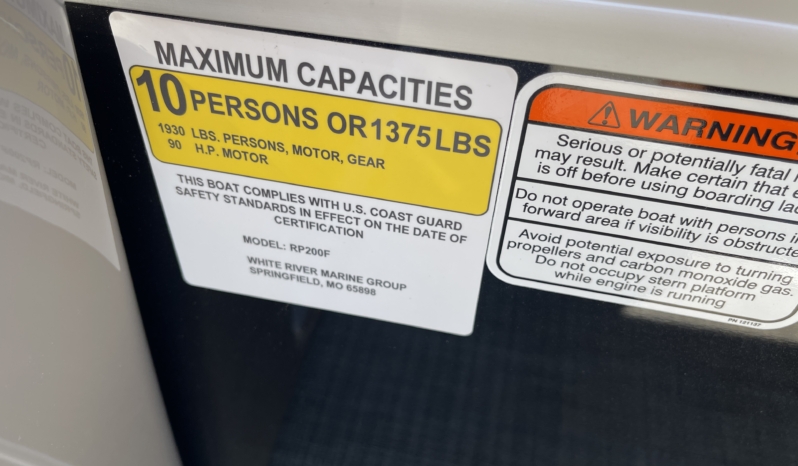 MAXIMUM CAPACITIES
10 PERSONS OR 1375 LBS
1930 LBS. PERSONS, MOTOR, GEAR
90 H.P. MOTOR
THIS BOAT COMPLIES WITH U.S. COAST GUARD
SAFETY STANDARDS IN EFFECT ON THE DATE OF
CERTIFICATION
MODEL: RP200F
WHITE RIVER MARINE GROUP
SPRINGFIELD, MO 65898
WARNING
Serious or potentially fatal
may result. Make certain that
is off before using boarding
Do not operate boat with persons
forward area if visibility is
Avoid potential exposure to turning
propellers and carbon monoxide gas.
Do not occupy stern platform
while engine is running